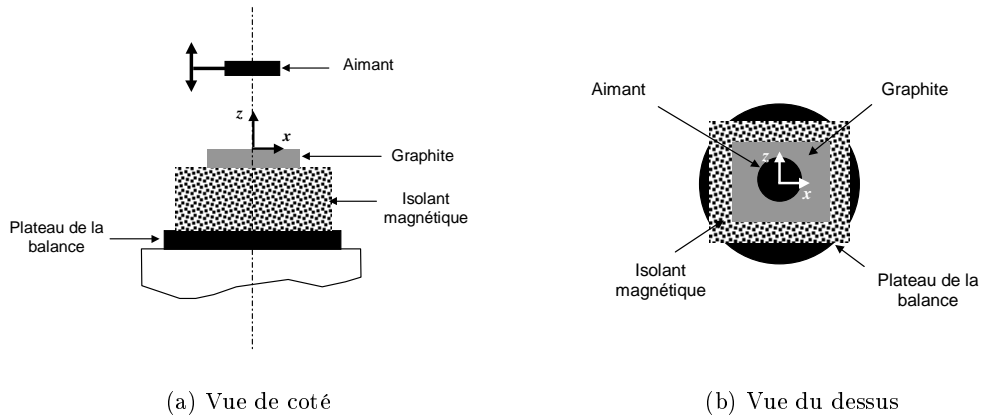 Aimant
z
x
Graphite
Isolant
magnétique
Plateau de la
balance
(a) Vue de coté
Aimant
Graphite
z
x
Isolant
magnétique
Plateau de la
balance
(b) Vue du dessus